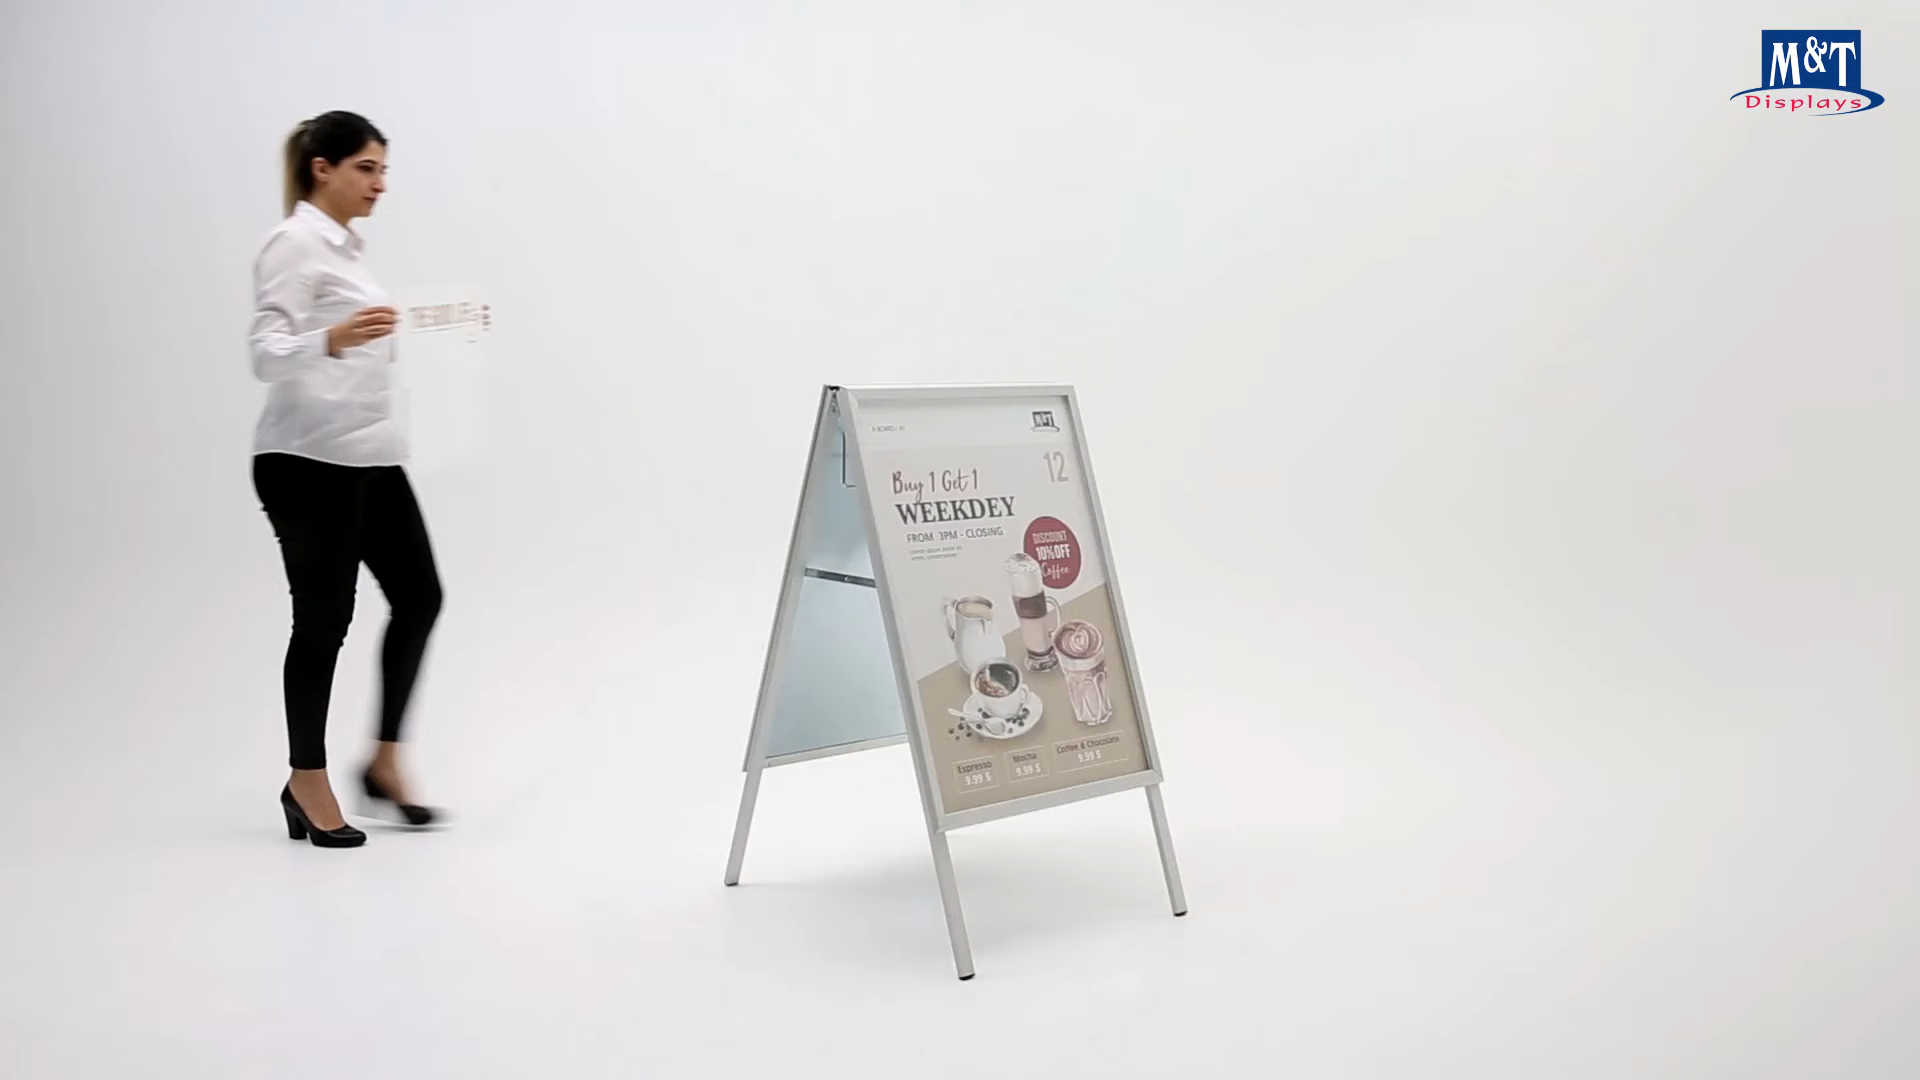 M&T
Displays
M&T
12
Buy 1 Get 1
WEEKDEY
FROM 3PM - CLOSING
DISCOUNT
10% OFF
Coffee
Espresso
9.99 $
Mocha
9.99 $
Coffee & Chocolate
9.99 $